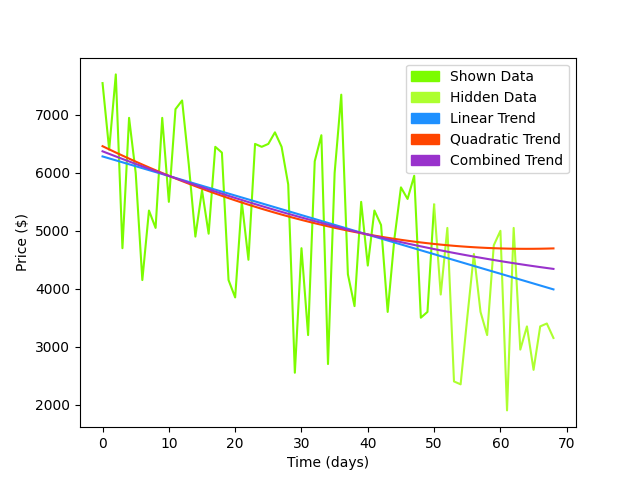 Shown Data
Hidden Data
Linear Trend
Quadratic Trend
Combined Trend
7000
6000
5000
4000
3000
2000
Price ($)
0 10 20 30 40 50 60 70
Time (days)